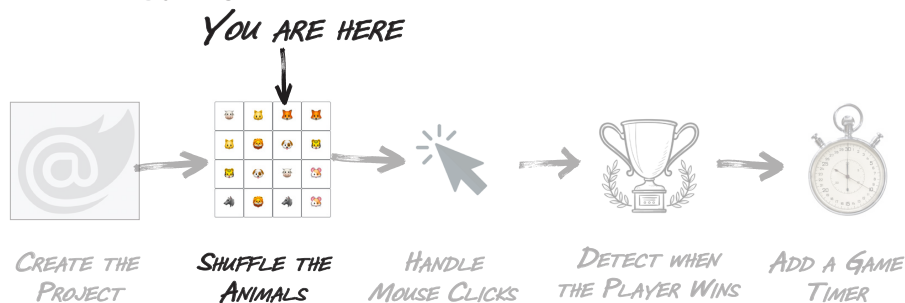 YOU ARE HERE
CREATE THE
PROJECT
SHUFFLE THE
ANIMALS
HANDLE
MOUSE CLICKS
DETECT WHEN
THE PLAYER WINS
ADD A GAME
TIMER